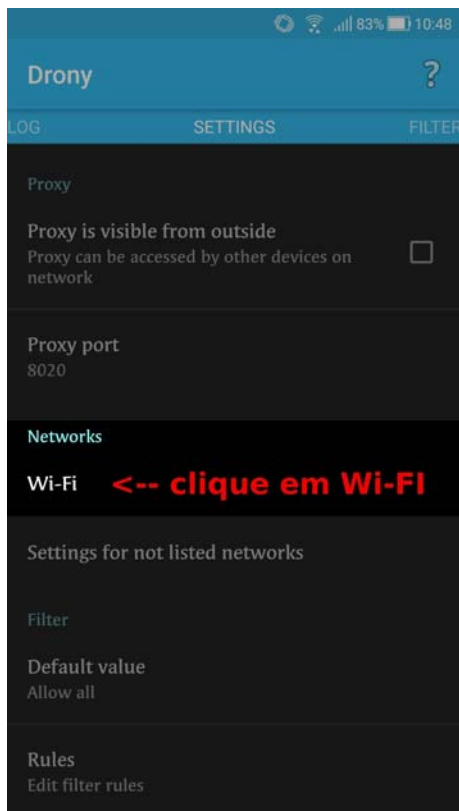 83% 10:48
Drony ?
LOG SETTINGS FILTER
Proxy
Proxy is visible from outside
Proxy can be accessed by other devices on
network
Proxy port
8020
Networks
Wi-Fi <-- clique em Wi-FI
Settings for not listed networks
Filter
Default value
Allow all
Rules
Edit filter rules